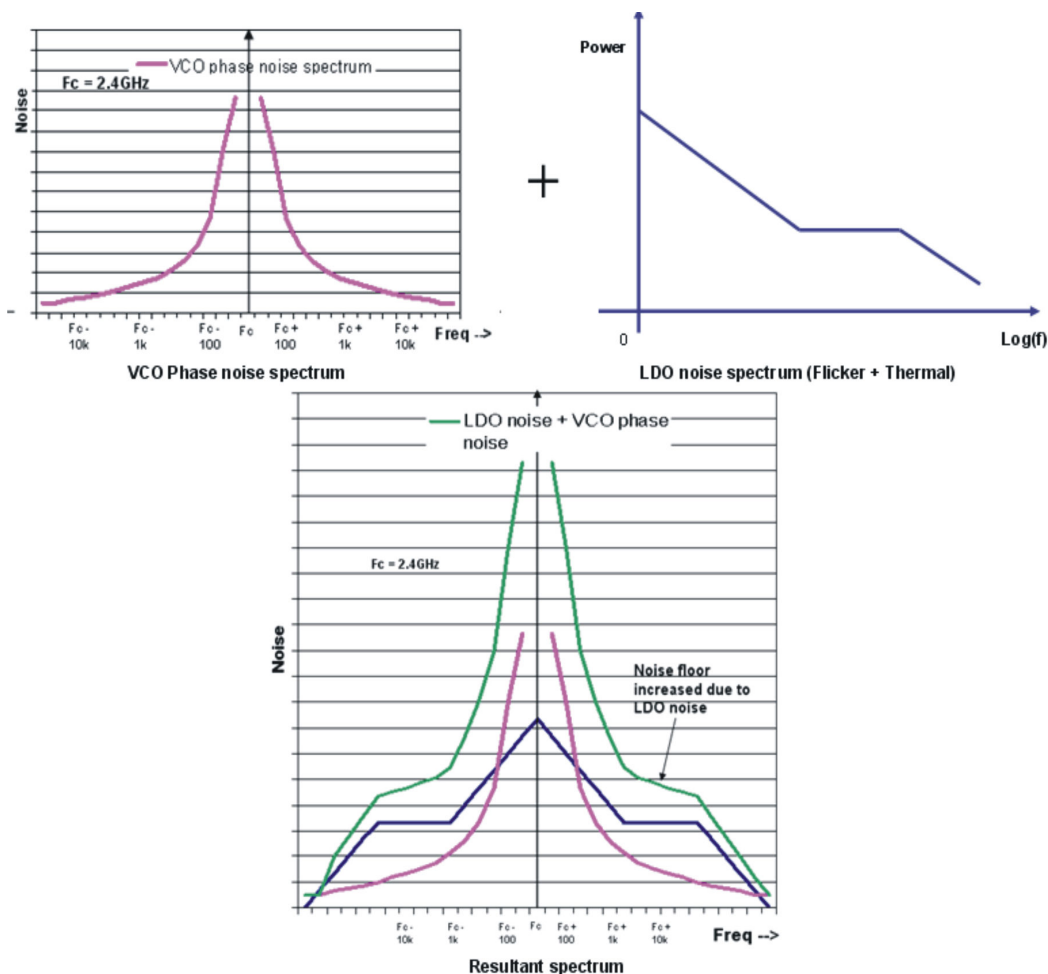 VCO phase noise spectrum
Fc = 2.4GHz
Noise
Fc-
10k
Fc-
1k
Fc-
100
Fc
Fc+
100
Fc+
1k
Fc+
10k
Freq -->
VCO Phase noise spectrum
+
Power
0
Log(f)
LDO noise spectrum (Flicker + Thermal)
LDO noise + VCO phase
noise
Fc = 2.4GHz
Noise
Noise floor
increased due to
LDO noise
Fc-
10k
Fc-
1k
Fc-
100
Fc
Fc+
100
Fc+
1k
Fc+
10k
Freq -->
Resultant spectrum